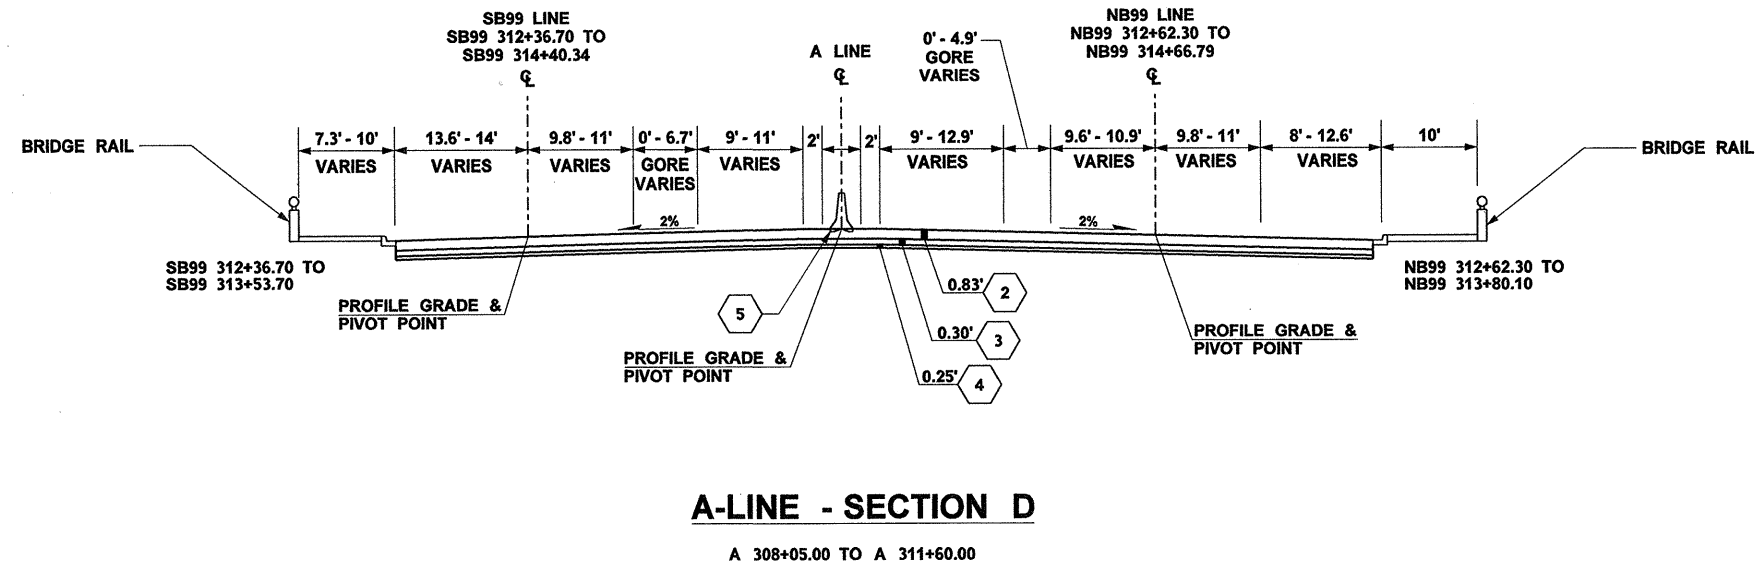 SB99 LINE
SB99 312+36.70 TO
SB99 314+40.34
℄
A LINE
℄
0' - 4.9'
GORE
VARIES
NB99 LINE
NB99 312+62.30 TO
NB99 314+66.79
℄
BRIDGE RAIL
7.3' - 10'
VARIES
13.6' - 14'
VARIES
9.8' - 11'
VARIES
0' - 6.7'
GORE
VARIES
9' - 11'
VARIES
2'
2'
9' - 12.9'
VARIES
9.6' - 10.9'
VARIES
9.8' - 11'
VARIES
8' - 12.6'
VARIES
10'
BRIDGE RAIL
2%
2%
SB99 312+36.70 TO
SB99 313+53.70
NB99 312+62.30 TO
NB99 313+80.10
PROFILE GRADE &
PIVOT POINT
5
0.83'
2
0.30'
3
0.25'
4
PROFILE GRADE &
PIVOT POINT
PROFILE GRADE &
PIVOT POINT
A-LINE - SECTION D
A 308+05.00 TO A 311+60.00